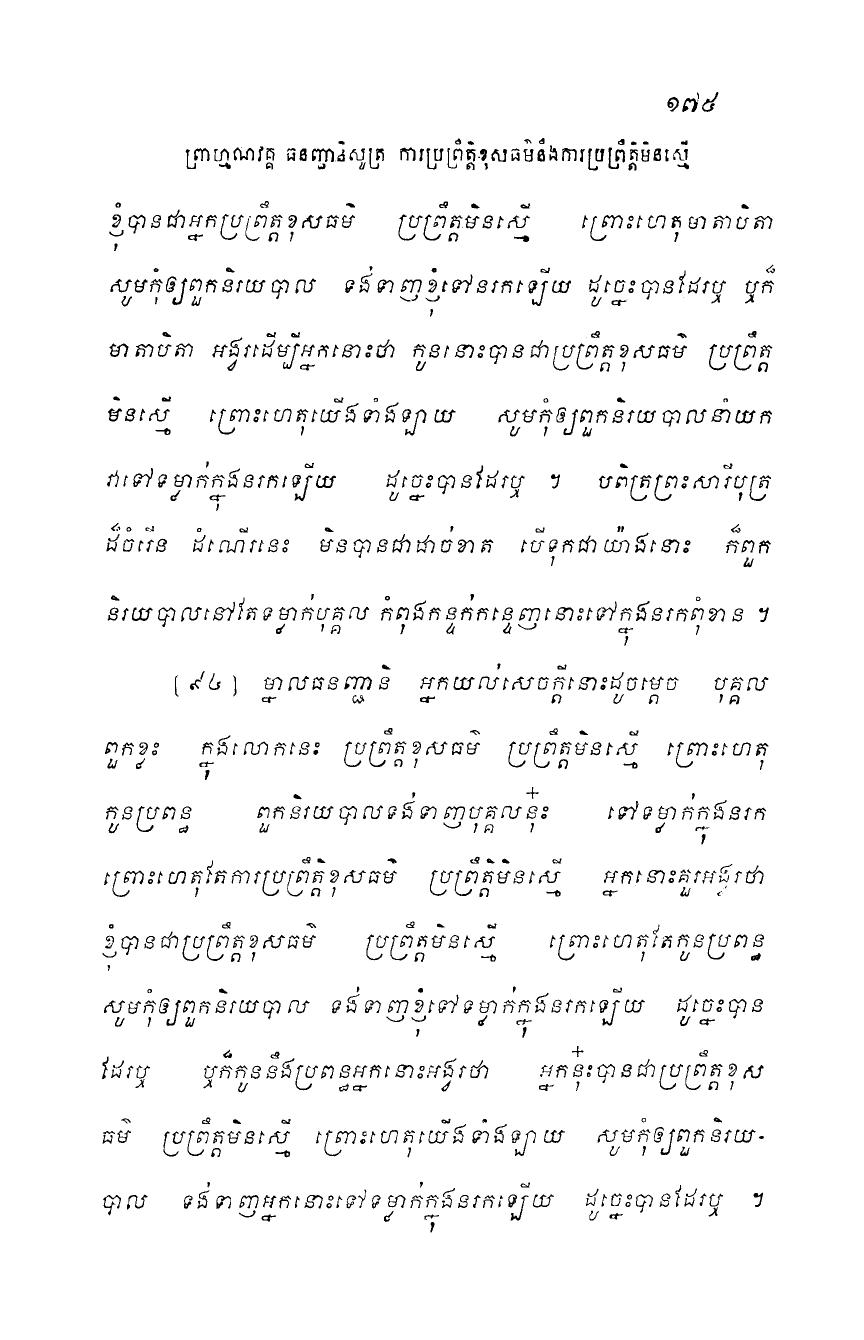 ១៧៥
ព្រាហ្មណវគ្គ ធនញ្ជានិសូត្រ ការប្រព្រឹត្តិខុសធម៌នឹងការប្រព្រឹត្តិមិនស្មើ
ខ្ញុំបានជាអ្នកប្រព្រឹត្តខុសធម៌ ប្រព្រឹត្តមិនស្មើ ព្រោះហេតុមាតាបិតា
សូមកុំឲ្យពួកនិរយបាល ទង់ទាញខ្ញុំទៅនរកឡើយ ដូច្នេះបានដែរឬ ឬក៏
មាតាបិតា អង្វរដើម្បីអ្នកនោះថា កូននោះបានជាប្រព្រឹត្តខុសធម៌ ប្រព្រឹត្ត
មិនស្មើ ព្រោះហេតុយើងទាំងឡាយ សូមកុំឲ្យពួកនិរយបាលនាំយក
វាទៅទម្លាក់ក្នុងនរកឡើយ ដូច្នេះបានដែរឬ ។ បពិត្រព្រះសារីបុត្រ
ដ៏ចំរើន ដំណើរនេះ មិនបានជាដាច់ខាត បើទុកជាយ៉ាងនោះ ក៏ពួក
និរយបាលនៅតែទម្លាក់បុគ្គល កំពុងកន្ទក់កន្ទេញនោះទៅក្នុងនរកពុំខាន ។
[៩៤] ម្នាលធនញ្ជានិ អ្នកយល់សេចក្តីនោះដូចម្តេច បុគ្គល
ពួកខ្លះ ក្នុងលោកនេះ ប្រព្រឹត្តខុសធម៌ ប្រព្រឹត្តមិនស្មើ ព្រោះហេតុ
កូនប្រពន្ធ ពួកនិរយបាលទង់ទាញបុគ្គលនុ៎ះ ទៅទម្លាក់ក្នុងនរក
ព្រោះហេតុតែការប្រព្រឹត្តិខុសធម៌ ប្រព្រឹត្តិមិនស្មើ អ្នកនោះគួរអង្វរថា
ខ្ញុំបានជាប្រព្រឹត្តខុសធម៌ ប្រព្រឹត្តមិនស្មើ ព្រោះហេតុតែកូនប្រពន្ធ
សូមកុំឲ្យពួកនិរយបាល ទង់ទាញខ្ញុំទៅទម្លាក់ក្នុងនរកឡើយ ដូច្នេះបាន
ដែរឬ ឬក៏កូននឹងប្រពន្ធអ្នកនោះអង្វរថា អ្នកនុ៎ះបានជាប្រព្រឹត្តខុស
ធម៌ ប្រព្រឹត្តមិនស្មើ ព្រោះហេតុយើងទាំងឡាយ សូមកុំឲ្យពួកនិរយ-
បាល ទង់ទាញអ្នកនោះទៅទម្លាក់ក្នុងនរកឡើយ ដូច្នេះបានដែរឬ ។